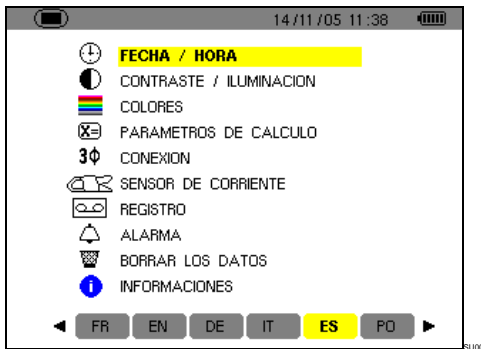 14/11/05 11:38
FECHA / HORA
CONTRASTE / ILUMINACION
COLORES
X= PARAMETROS DE CALCULO
3Φ CONEXION
SENSOR DE CORRIENTE
REGISTRO
ALARMA
BORRAR LOS DATOS
i INFORMACIONES
FR EN DE IT ES PO